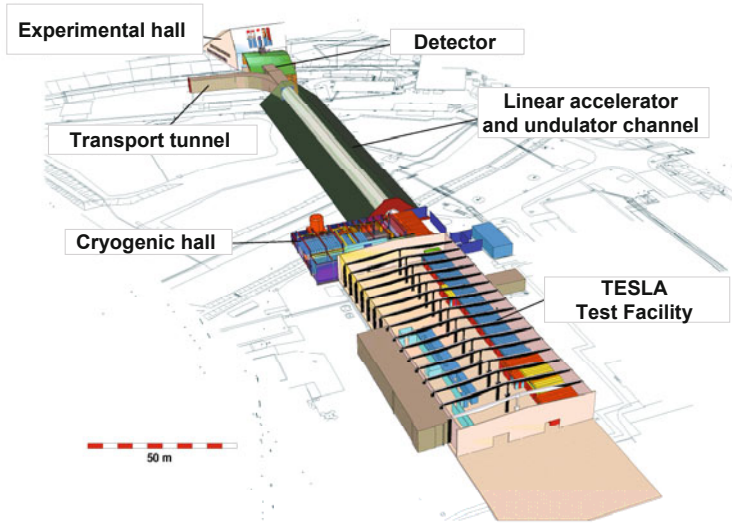 Experimental hall
Detector
Linear accelerator
and undulator channel
Transport tunnel
Cryogenic hall
TESLA
Test Facility
50 m